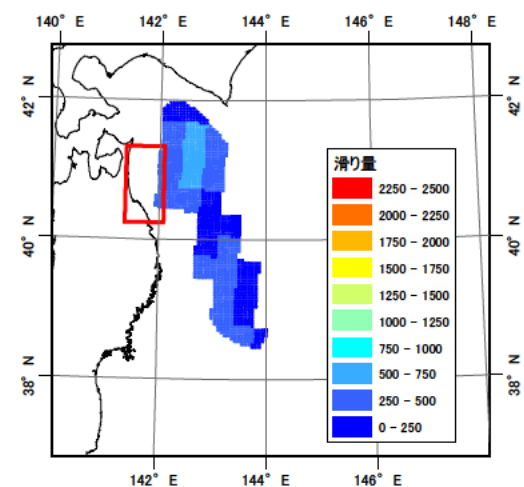 140° E 142° E 144° E 146° E 148° E
42° N
42° N
40° N
40° N
38° N
38° N
滑り量
2250 - 2500
2000 - 2250
1750 - 2000
1500 - 1750
1250 - 1500
1000 - 1250
750 - 1000
500 - 750
250 - 500
0 - 250
142° E 144° E 146° E